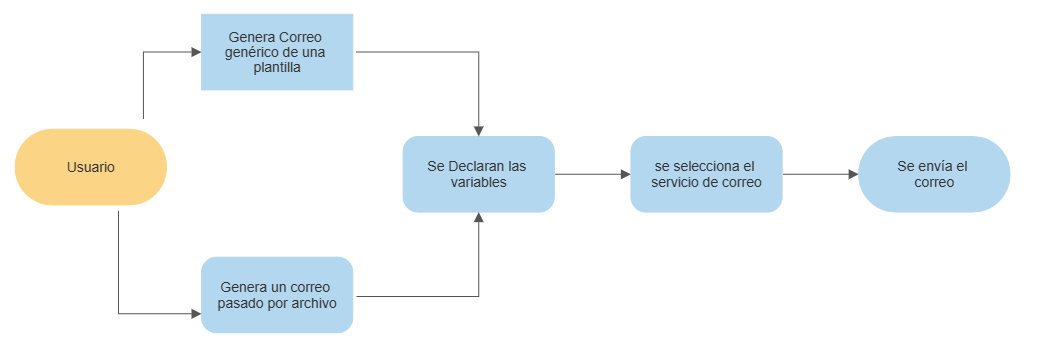 Genera Correo
genérico de una
plantilla
Usuario
Se Declaran las
variables
se selecciona el
servicio de correo
Se envía el
correo
Genera un correo
pasado por archivo